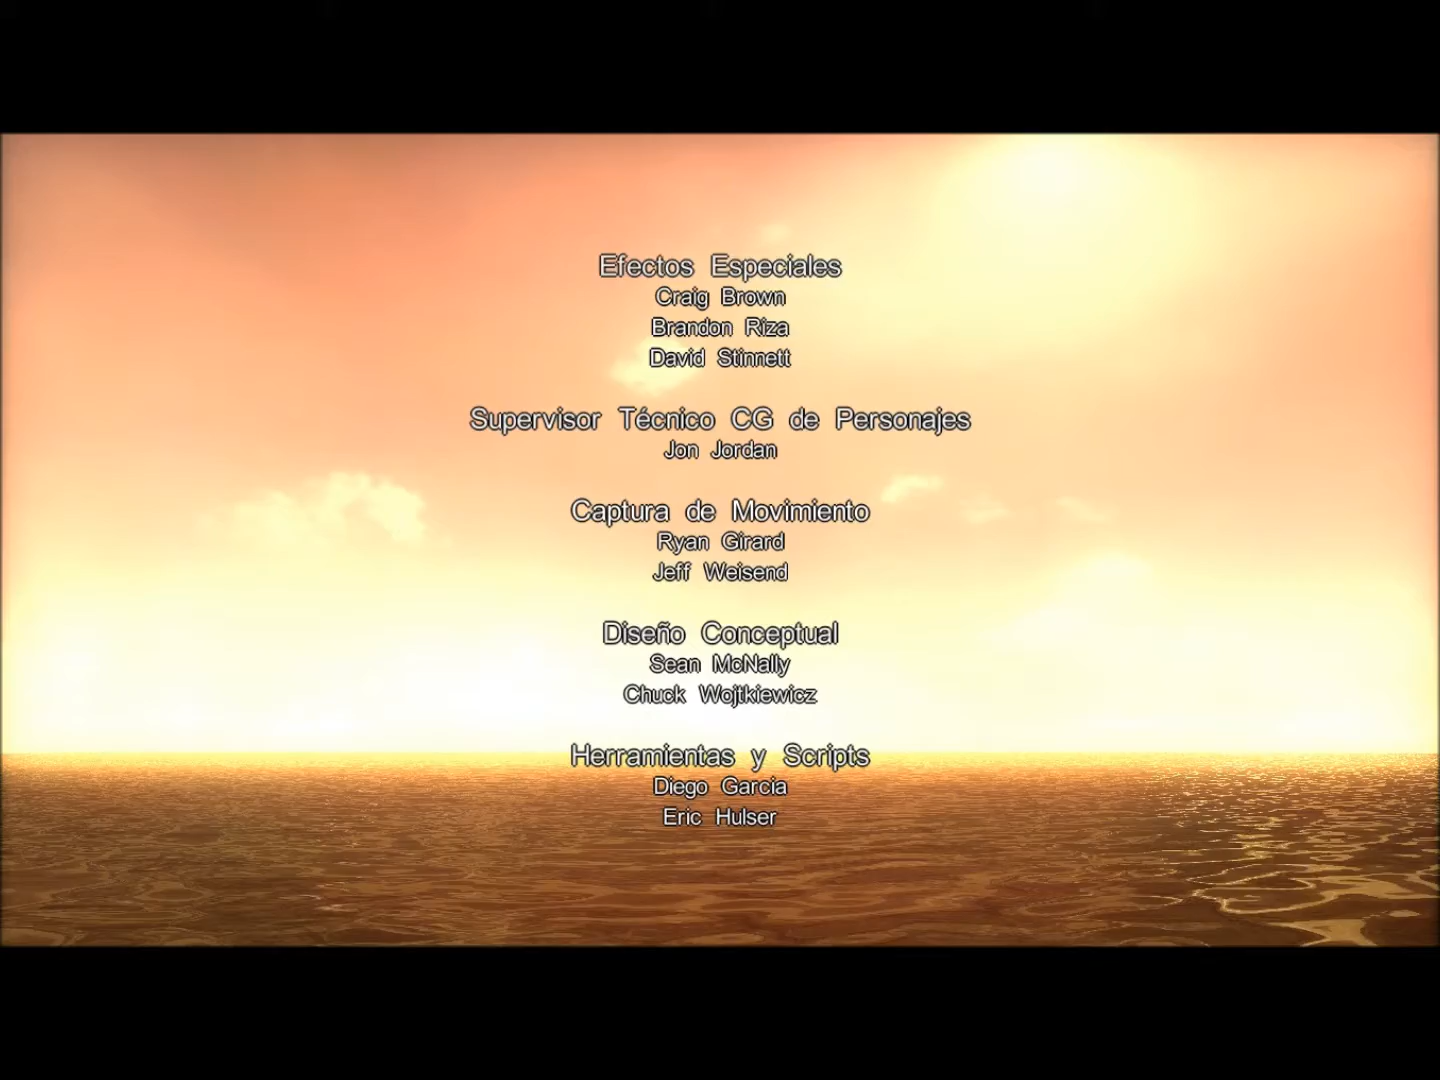 Efectos Especiales
Craig Brown
Brandon Riza
David Stinnett
Supervisor Técnico CG de Personajes
Jon Jordan
Captura de Movimiento
Ryan Girard
Jeff Weisend
Diseño Conceptual
Sean McNally
Chuck Wojtkiewicz
Herramientas y Scripts
Diego Garcia
Eric Hulser